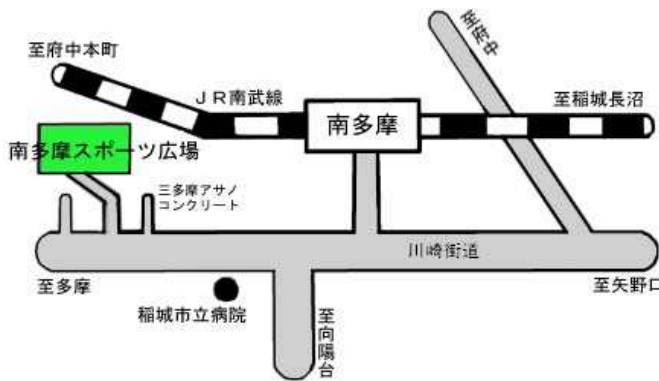 至府中本町
至府中
JR南武線
南多摩
至稲城長沼
南多摩スポーツ広場
三多摩アサノ
コンクリート
川崎街道
至多摩
至矢野口
稲城市立病院
至向陽台